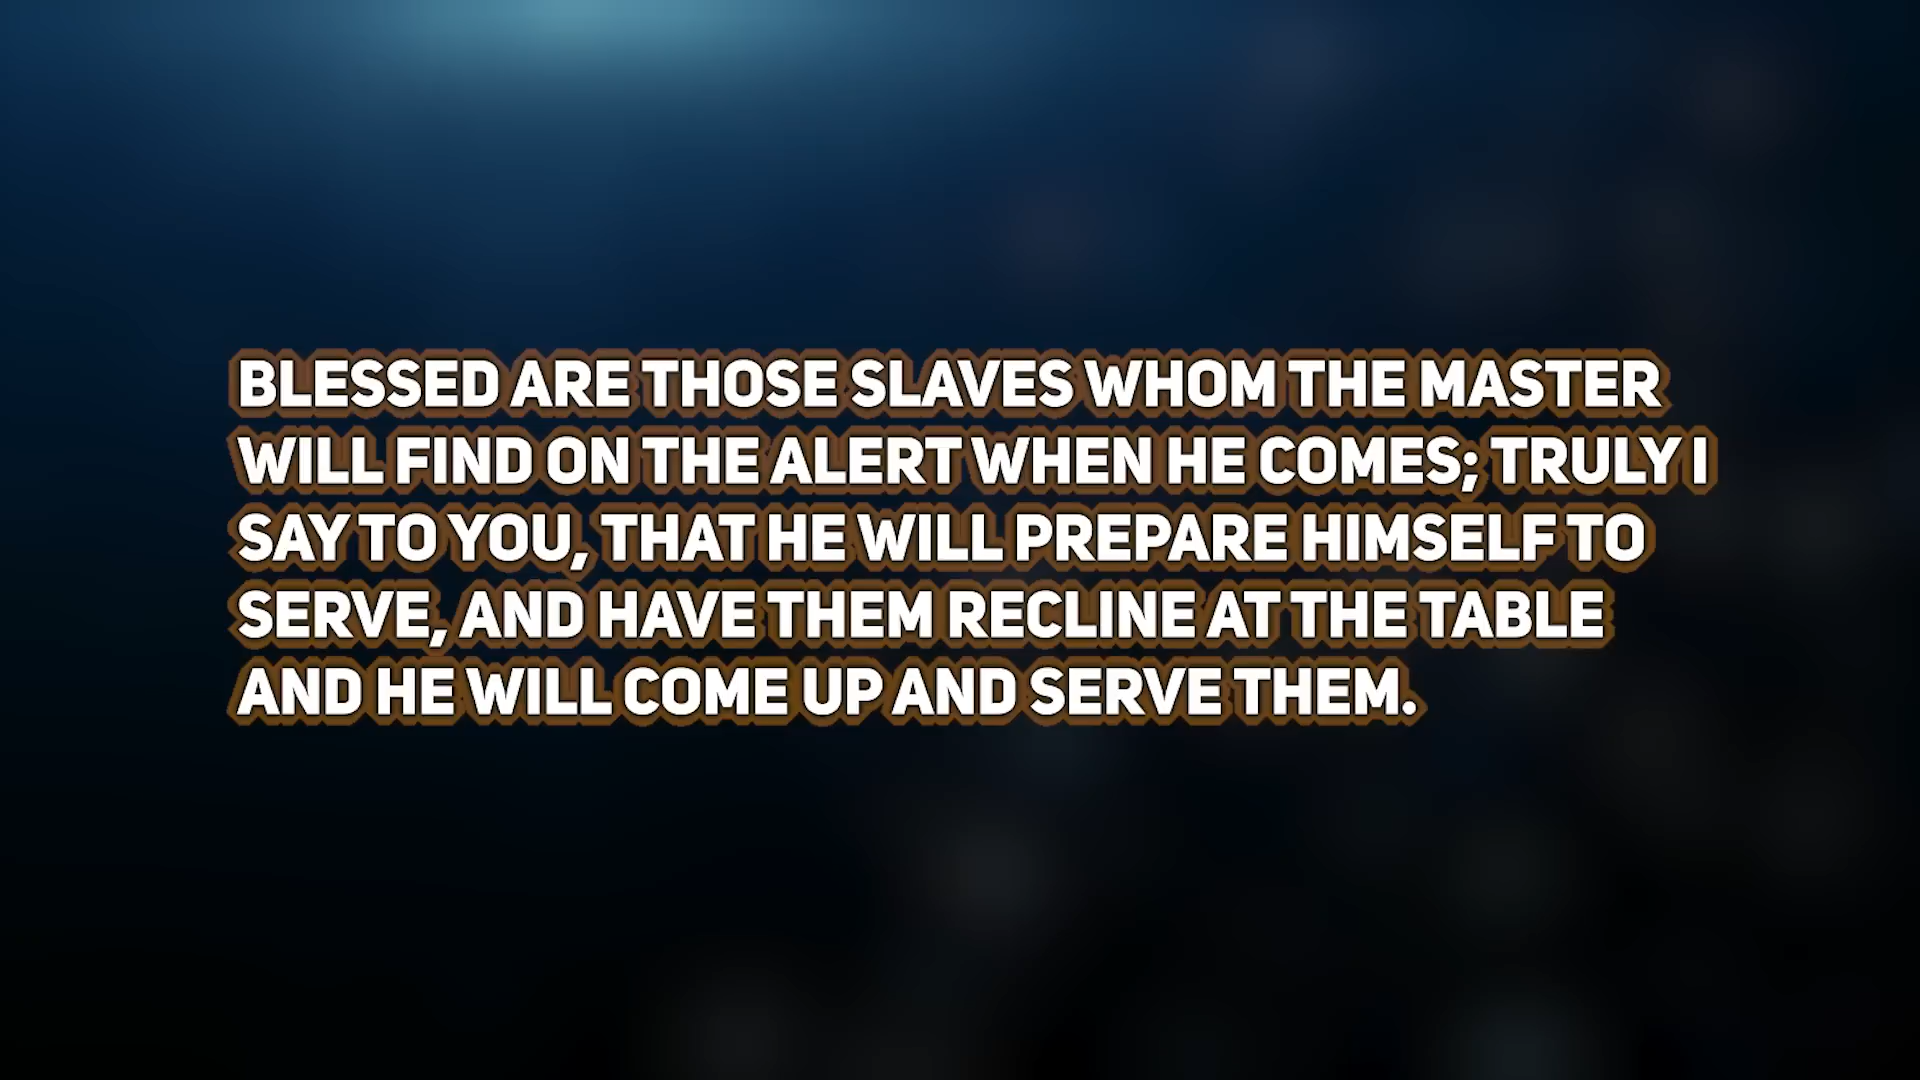 BLESSED ARE THOSE SLAVES WHOM THE MASTER
WILL FIND ON THE ALERT WHEN HE COMES; TRULY I
SAY TO YOU, THAT HE WILL PREPARE HIMSELF TO
SERVE, AND HAVE THEM RECLINE AT THE TABLE
AND HE WILL COME UP AND SERVE THEM.